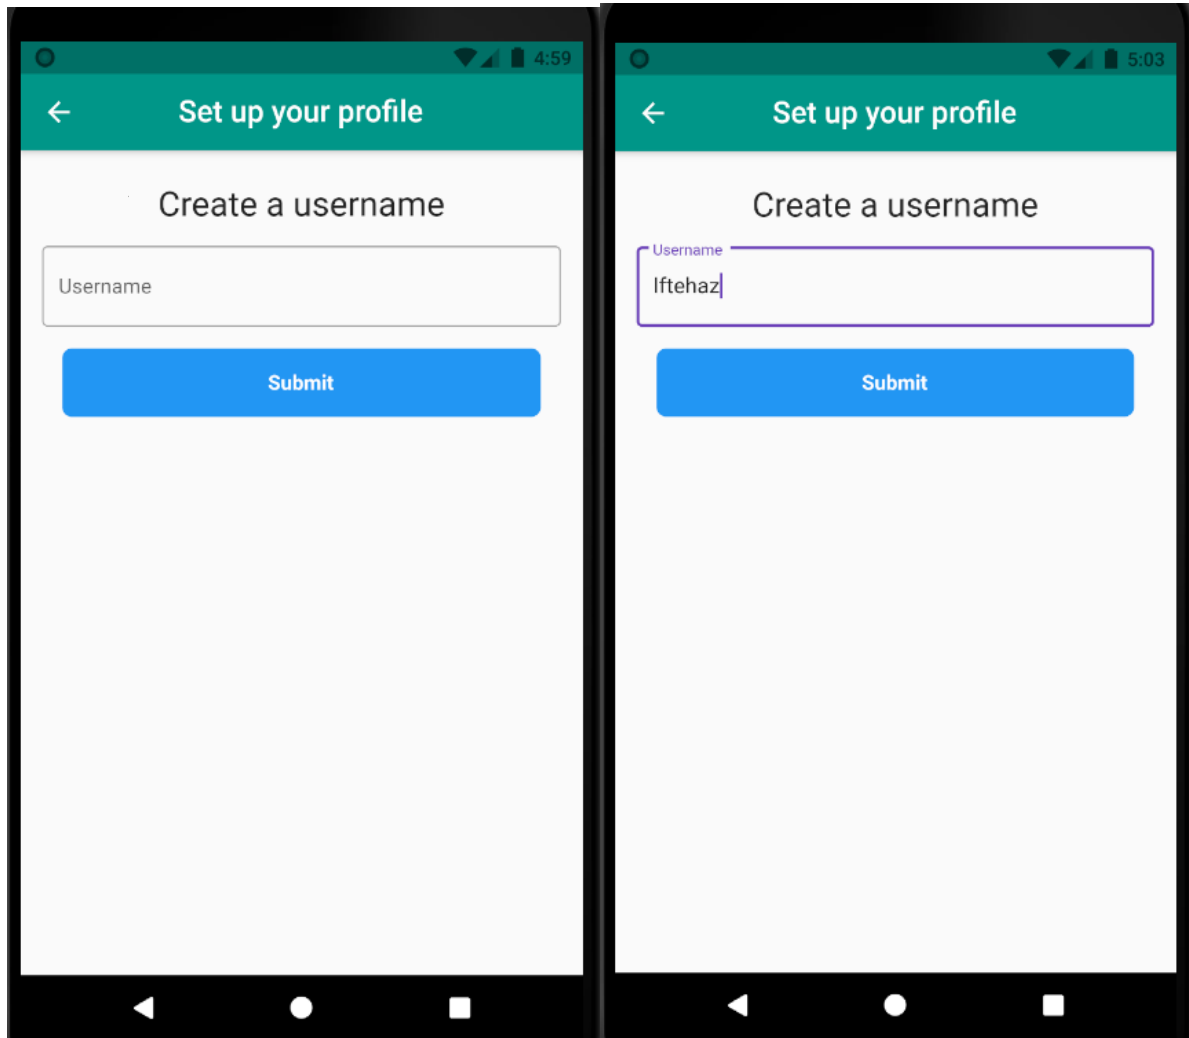 4:59
Set up your profile
Create a username
Username
Submit
5:03
Set up your profile
Create a username
Username
Iftehaz
Submit